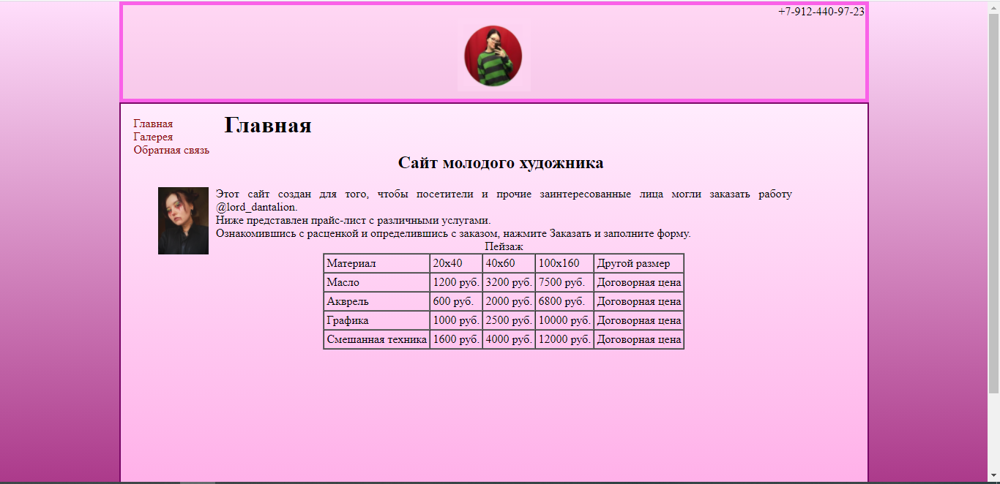 +7-912-440-97-23
Главная
Галерея
Обратная связь
Главная
Сайт молодого художника
Этот сайт создан для того, чтобы посетители и прочие заинтересованные лица могли заказать работу
@lord_dantalion.
Ниже представлен прайс-лист с различными услугами.
Ознакомившись с расценкой и определившись с заказом, нажмите Заказать и заполните форму.
Пейзаж
Материал 20x40 40x60 100x160 Другой размер
Масло 1200 руб. 3200 руб. 7500 руб. Договорная цена
Акврель 600 руб. 2000 руб. 6800 руб. Договорная цена
Графика 1000 руб. 2500 руб. 10000 руб. Договорная цена
Смешанная техника 1600 руб. 4000 руб. 12000 руб. Договорная цена